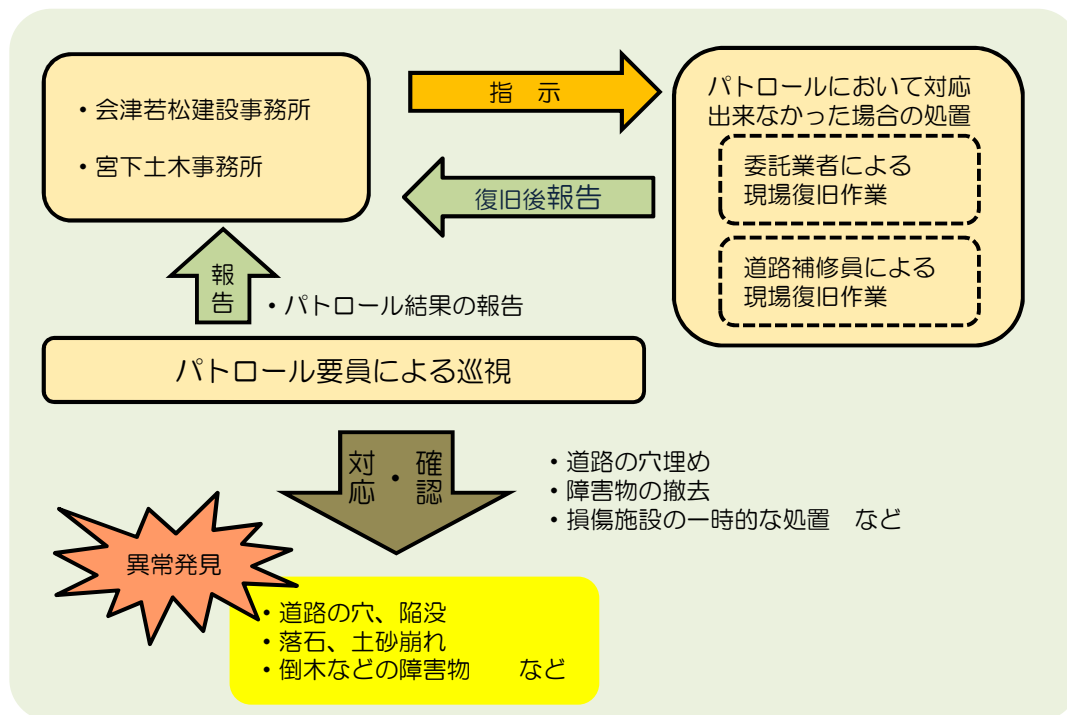 ・会津若松建設事務所
・宮下土木事務所
指　示
復旧後報告
パトロールにおいて対応
出来なかった場合の処置
委託業者による
現場復旧作業
道路補修員による
現場復旧作業
報告
・パトロール結果の報告
パトロール要員による巡視
対応・確認
・道路の穴埋め
・障害物の撤去
・損傷施設の一時的な処置　など
異常発見
・道路の穴、陥没
・落石、土砂崩れ
・倒木などの障害物　　など